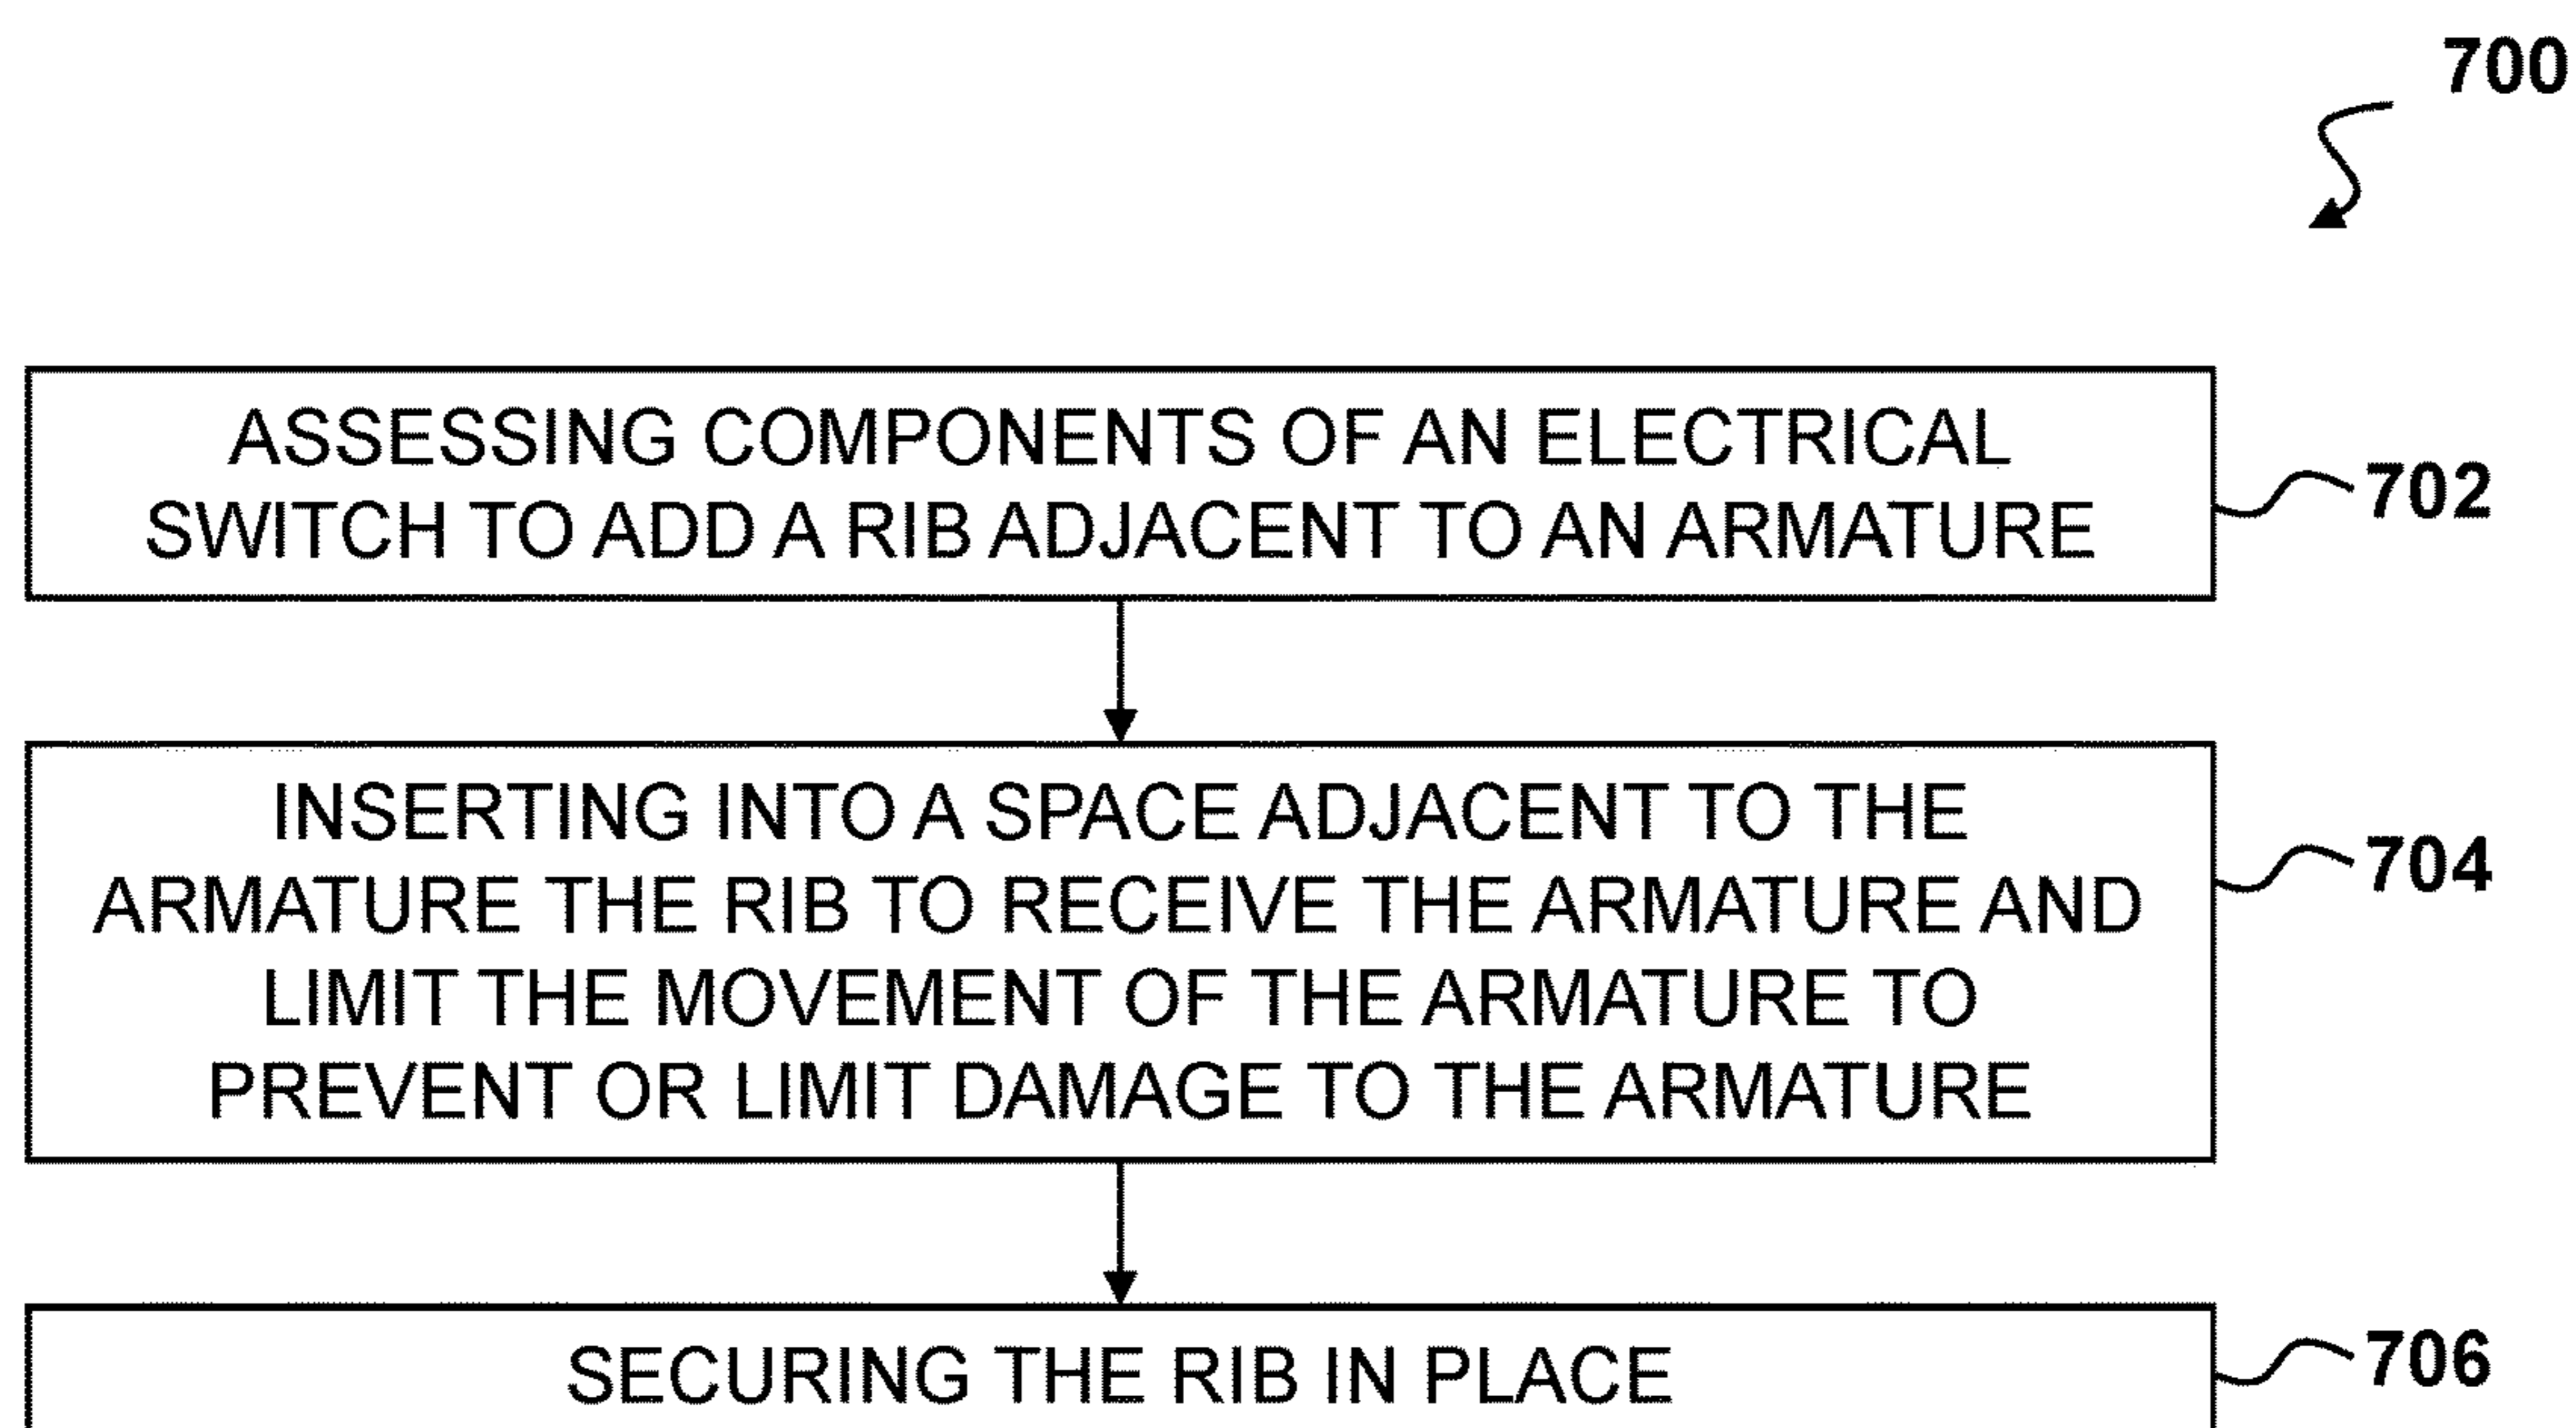 700
ASSESSING COMPONENTS OF AN ELECTRICAL
SWITCH TO ADD A RIB ADJACENT TO AN ARMATURE
702
INSERTING INTO A SPACE ADJACENT TO THE
ARMATURE THE RIB TO RECEIVE THE ARMATURE AND
LIMIT THE MOVEMENT OF THE ARMATURE TO
PREVENT OR LIMIT DAMAGE TO THE ARMATURE
704
SECURING THE RIB IN PLACE
706